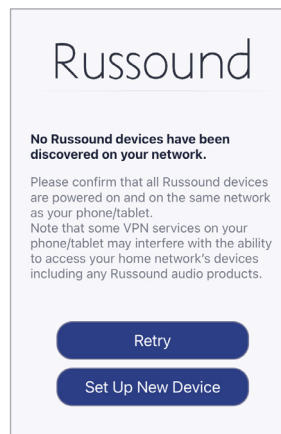 Russound
No Russound devices have been
discovered on your network.
Please confirm that all Russound devices
are powered on and on the same network
as your phone/tablet.
Note that some VPN services on your
phone/tablet may interfere with the ability
to access your home network's devices
including any Russound audio products.
Retry
Set Up New Device